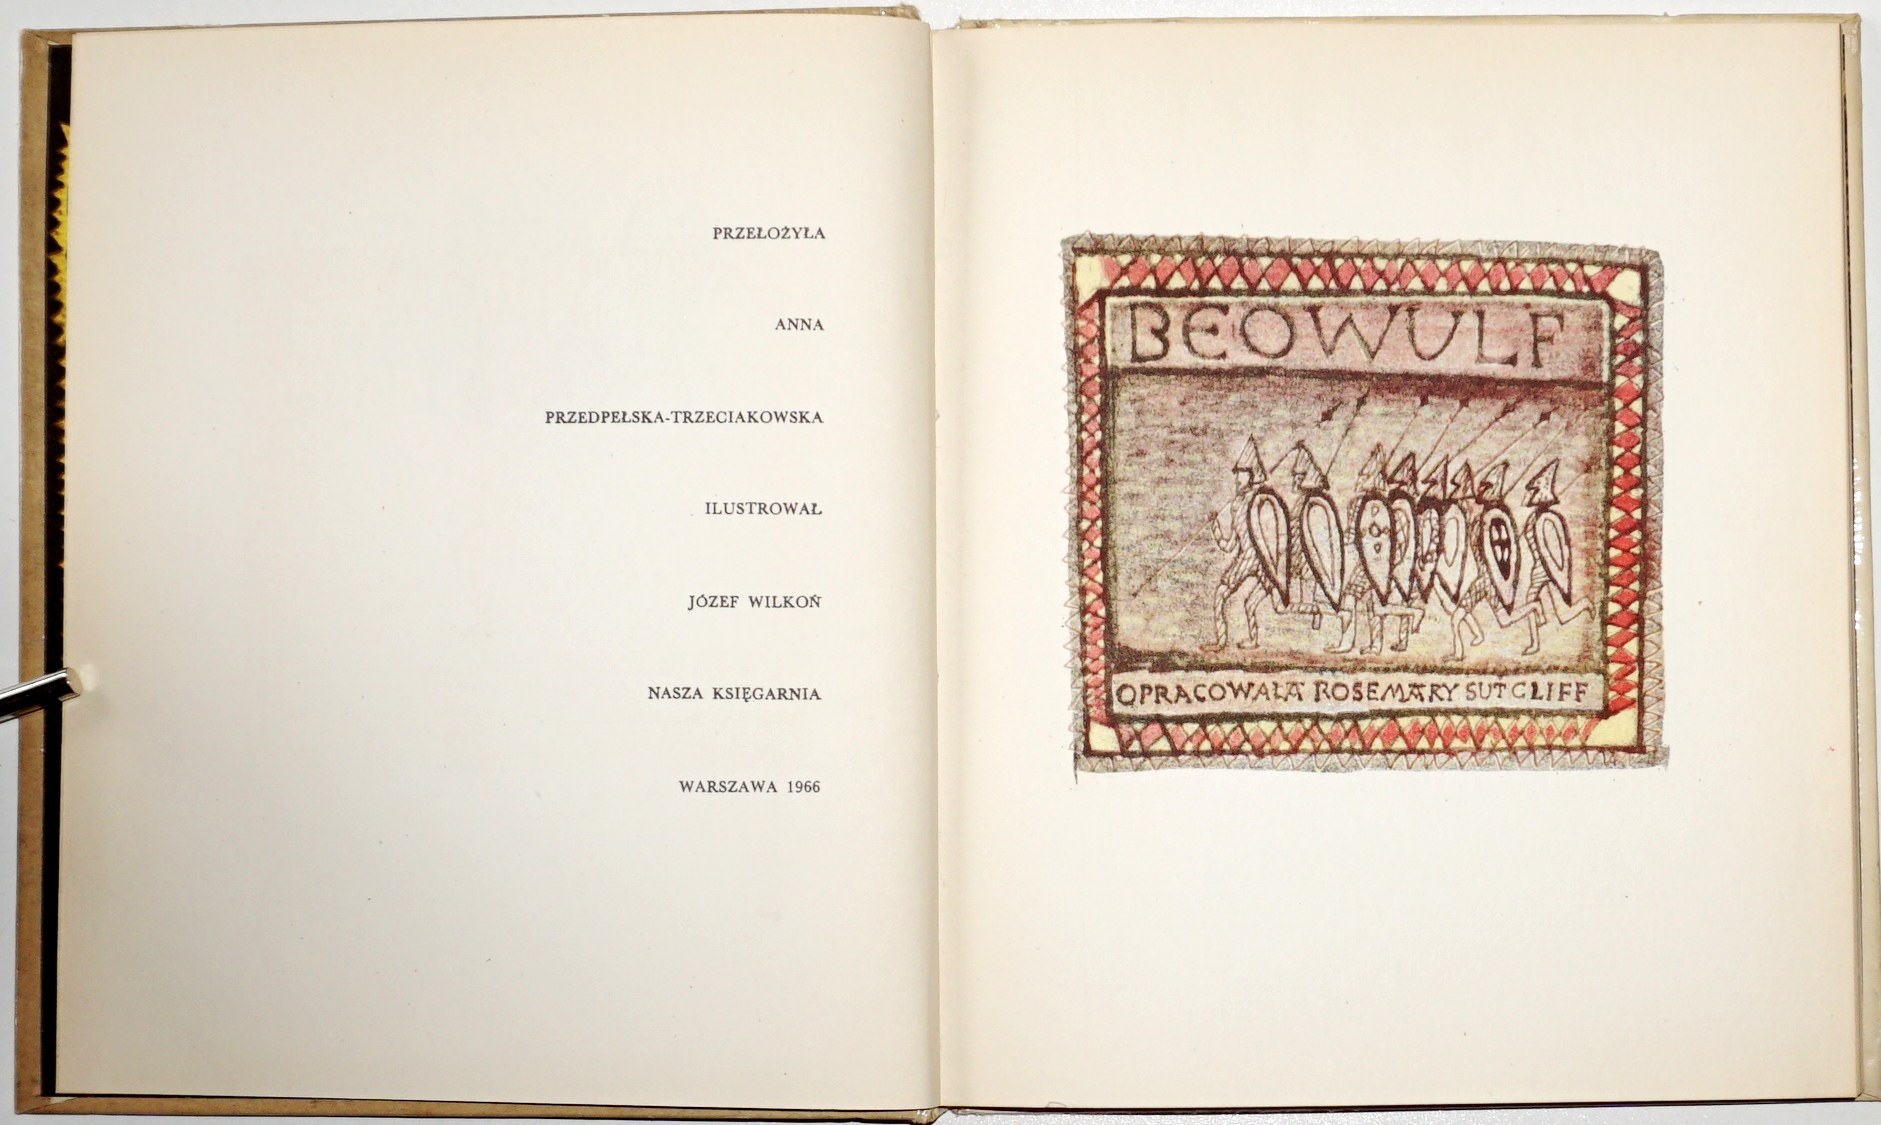 PRZEŁOŻYŁA
ANNA
PRZEDPEŁSKA-TRZECIAKOWSKA
ILUSTROWAŁ
JÓZEF WILKOŃ
NASZA KSIĘGARNIA
WARSZAWA 1966
BEOWULF
OPRACOWAŁA ROSEMARY SUTCLIFF